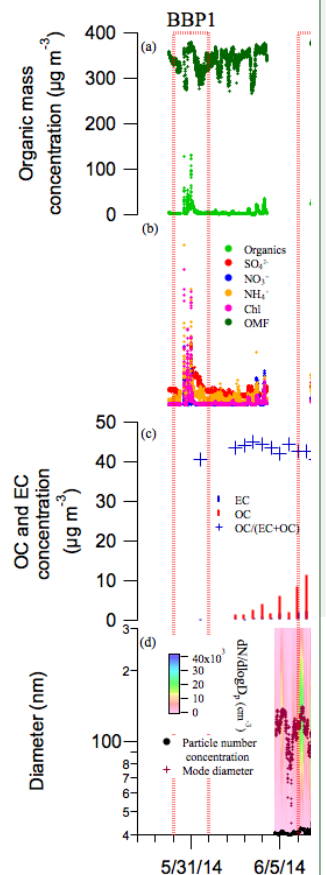 BBP1
(a)
Organic mass
concentration (µg m⁻³)
400
300
200
100
0
(b)
Organics
SO₄²⁻
NO₃⁻
NH₄⁻
Chl
OMF
OC and EC
concentration
(µg m⁻³)
50
40
30
20
10
0
(c)
EC
OC
OC/(EC+OC)
Diameter (nm)
3
2
100
9
8
7
6
5
4
(d)
40x10³
30
20
10
0
dN/dlogDₚ (cm⁻³)
Particle number
concentration
Mode diameter
5/31/14
6/5/14